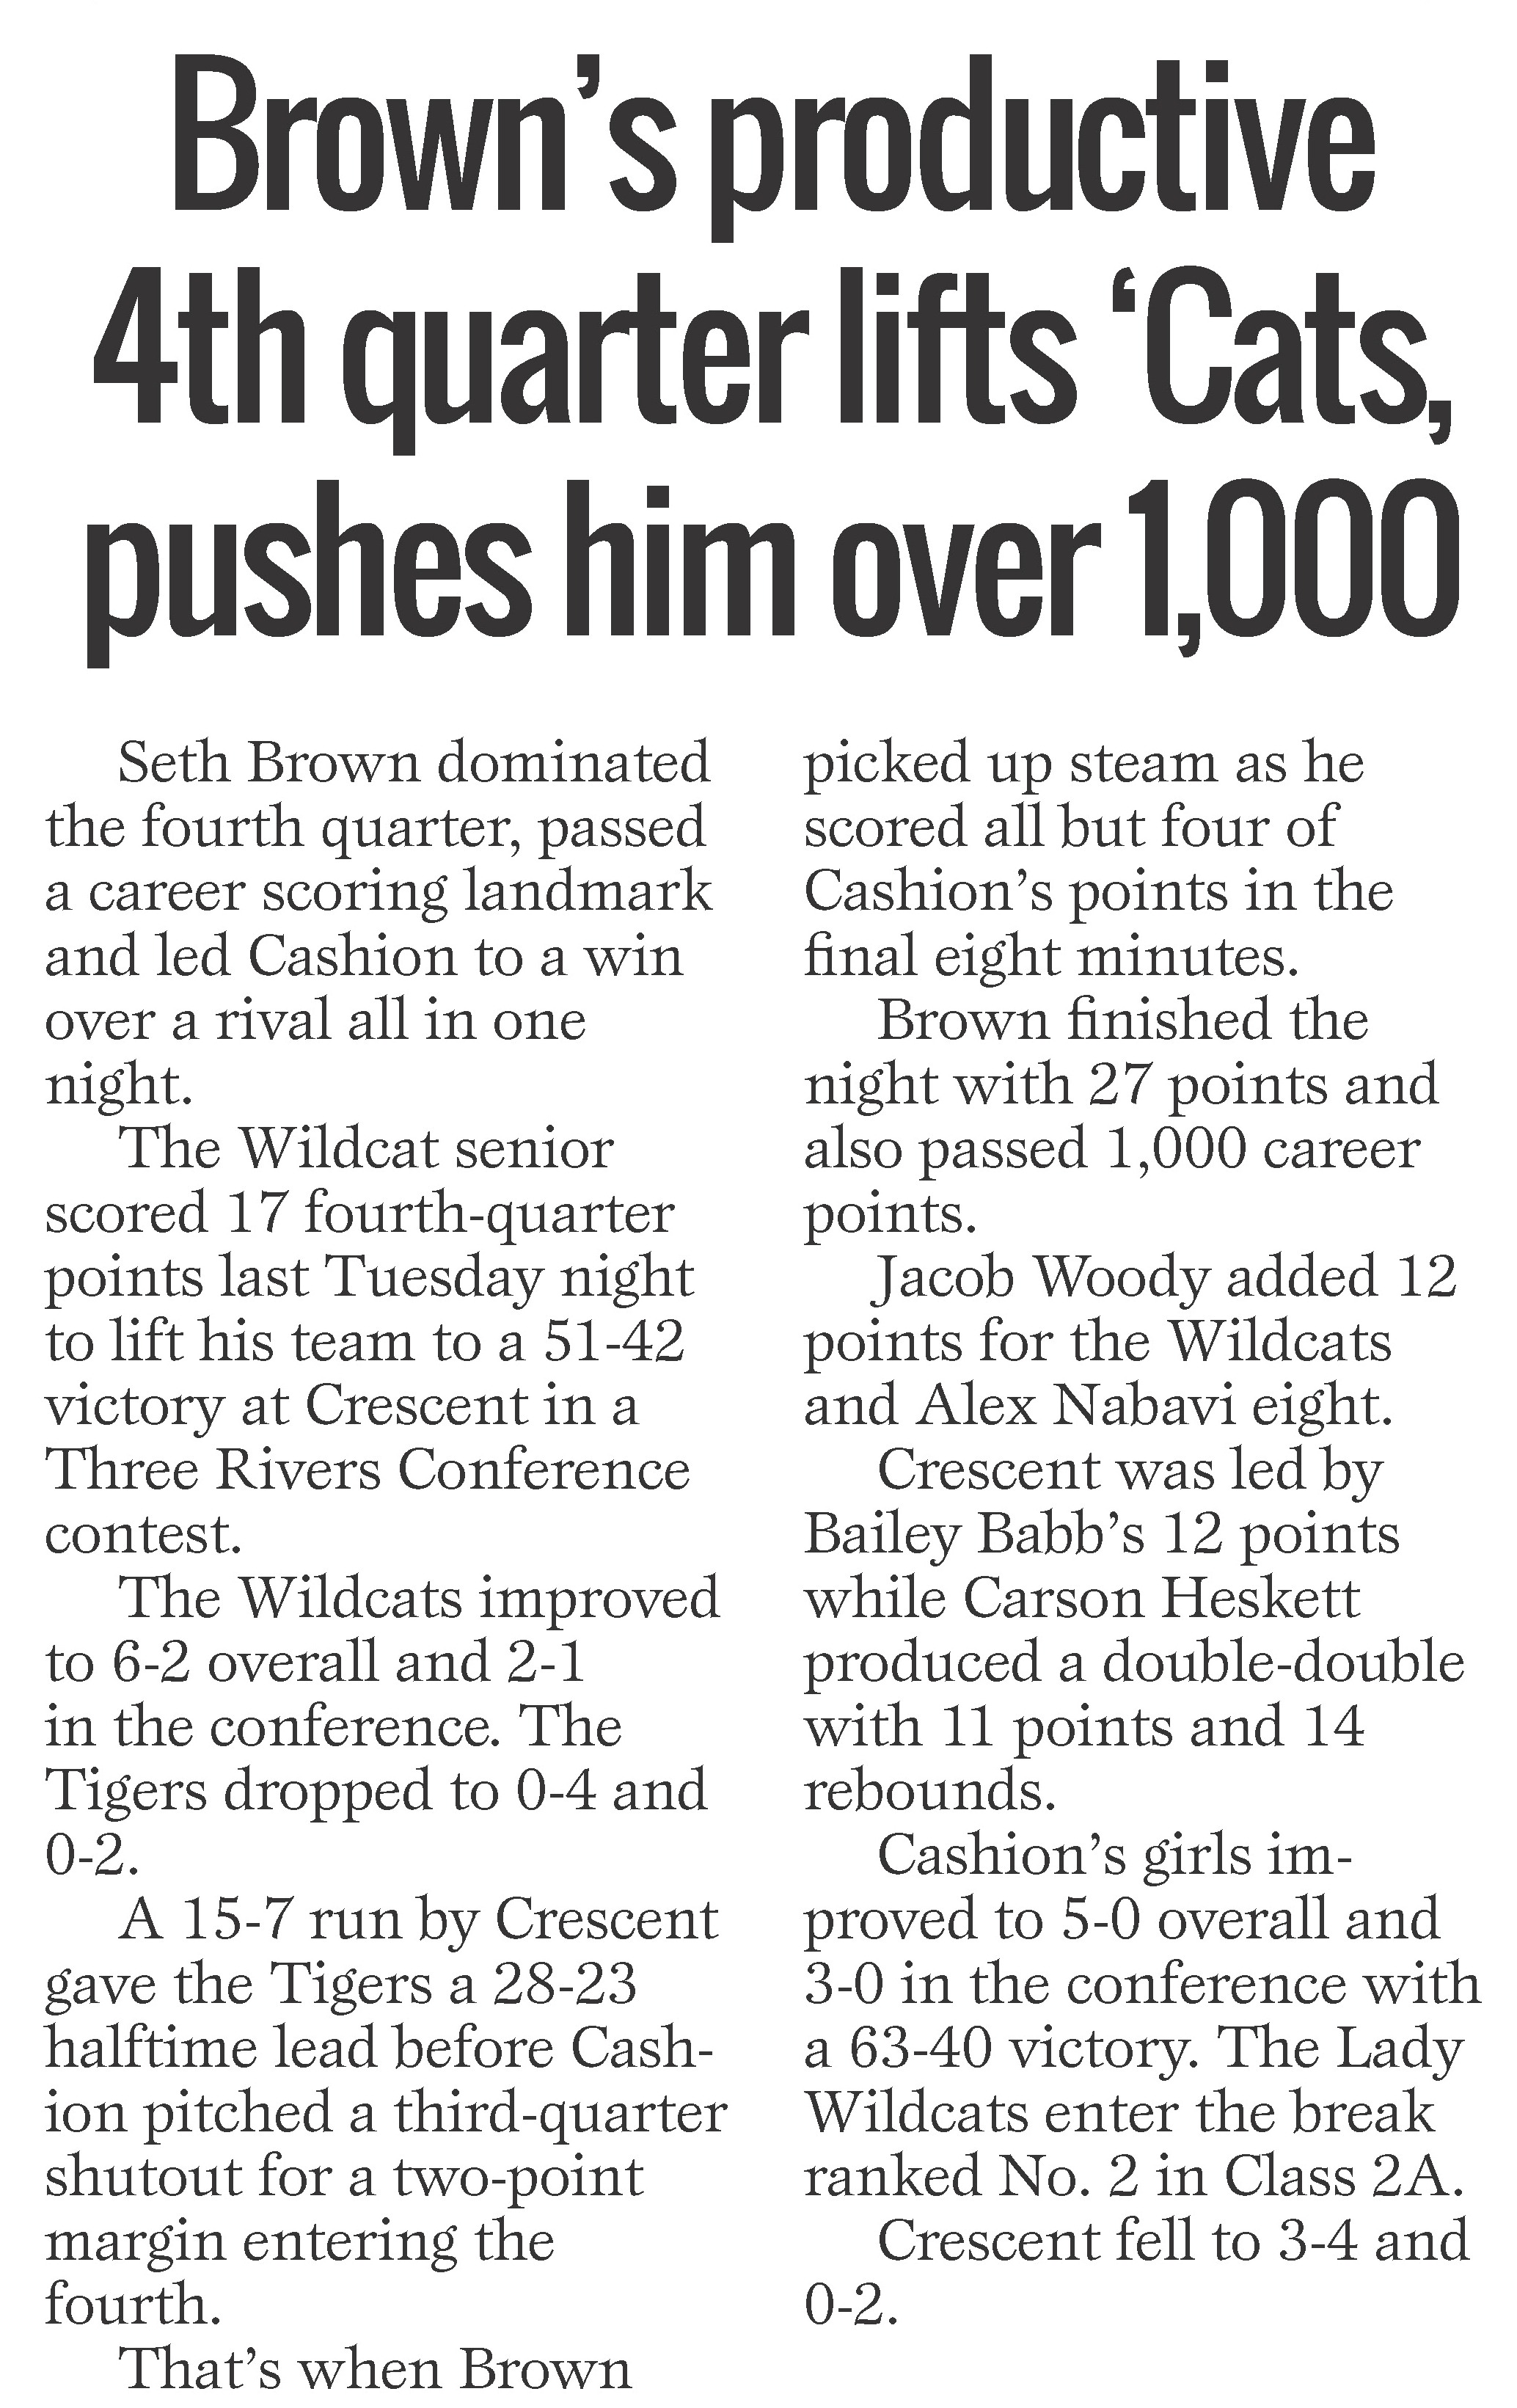 Brown’s productive
4th quarter lifts ‘Cats,
pushes him over 1,000
Seth Brown dominated
the fourth quarter, passed
a career scoring landmark
and led Cashion to a win
over a rival all in one
night.
The Wildcat senior
scored 17 fourth-quarter
points last Tuesday night
to lift his team to a 51-42
victory at Crescent in a
Three Rivers Conference
contest.
The Wildcats improved
to 6-2 overall and 2-1
in the conference. The
Tigers dropped to 0-4 and
0-2.
A 15-7 run by Crescent
gave the Tigers a 28-23
halftime lead before Cash-
ion pitched a third-quarter
shutout for a two-point
margin entering the
fourth.
That’s when Brown
picked up steam as he
scored all but four of
Cashion’s points in the
final eight minutes.
Brown finished the
night with 27 points and
also passed 1,000 career
points.
Jacob Woody added 12
points for the Wildcats
and Alex Nabavi eight.
Crescent was led by
Bailey Babb’s 12 points
while Carson Heskett
produced a double-double
with 11 points and 14
rebounds.
Cashion’s girls im-
proved to 5-0 overall and
3-0 in the conference with
a 63-40 victory. The Lady
Wildcats enter the break
ranked No. 2 in Class 2A.
Crescent fell to 3-4 and
0-2.